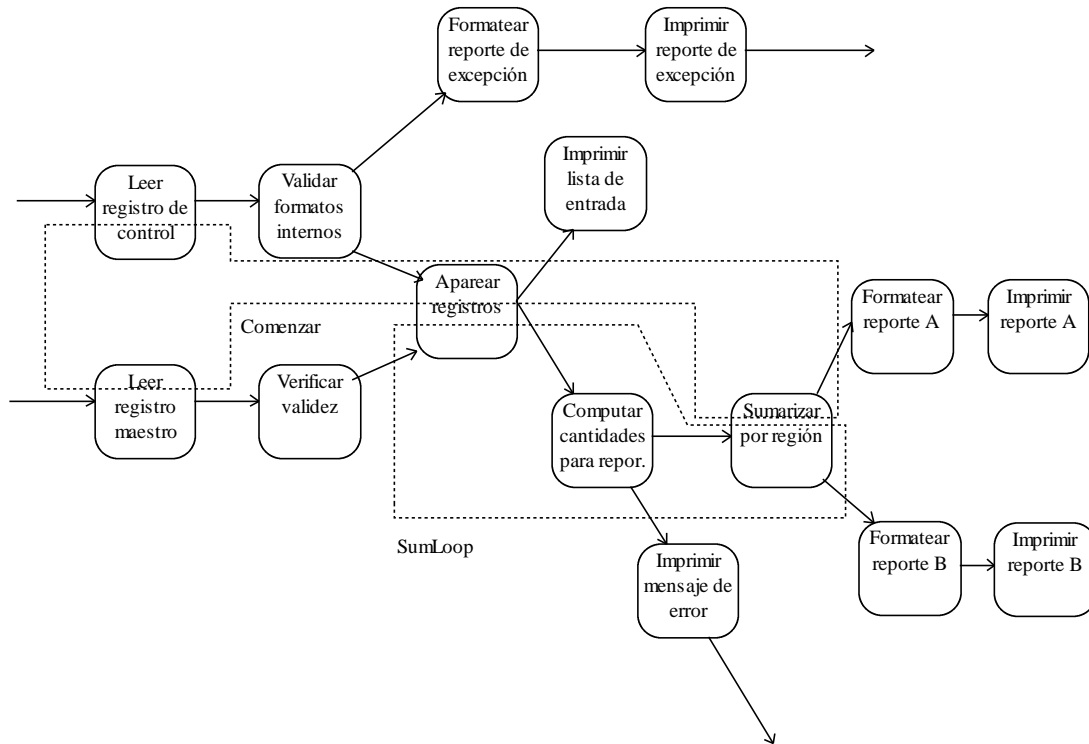 Formatear
reporte de
excepción
Imprimir
reporte de
excepción
Imprimir
lista de
entrada
Leer
registro de
control
Validar
formatos
internos
Aparear
registros
Formatear
reporte A
Imprimir
reporte A
Comenzar
Leer
registro
maestro
Verificar
validez
Computar
cantidades
para repor.
Sumarizar
por región
SumLoop
Formatear
reporte B
Imprimir
reporte B
Imprimir
mensaje de
error